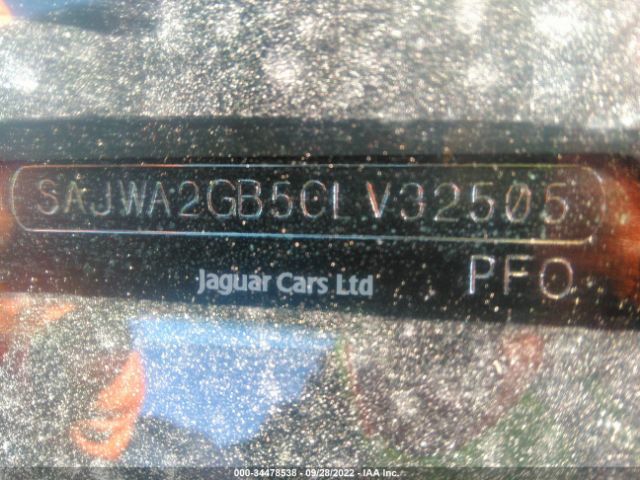 SAJWA2GB5CLV32505
Jaguar Cars Ltd
PFO
000-34478538 - 09/28/2022 - IAA Inc.